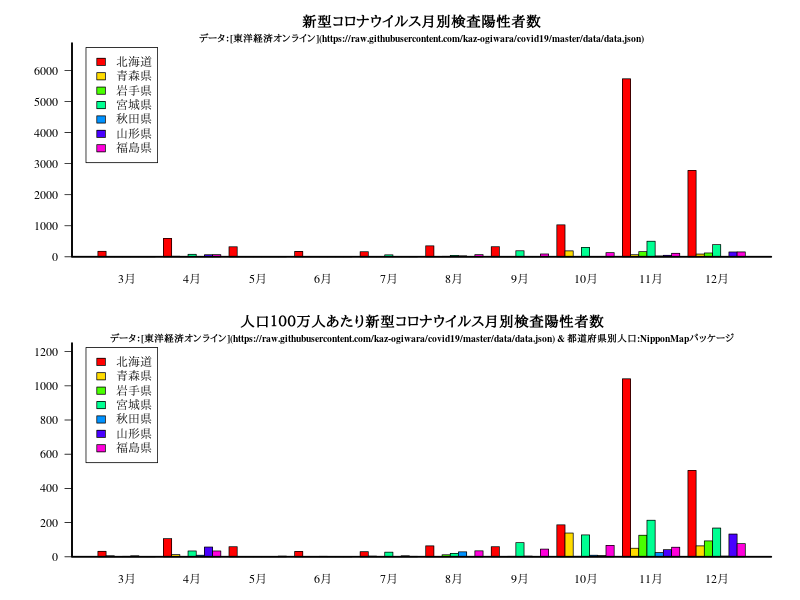 新型コロナウイルス月別検査陽性者数
データ:[東洋経済オンライン](https://raw.githubusercontent.com/kaz-ogiwara/covid19/master/data/data.json)
北海道
青森県
岩手県
宮城県
秋田県
山形県
福島県
6000
5000
4000
3000
2000
1000
0
3月 4月 5月 6月 7月 8月 9月 10月 11月 12月
人口100万人あたり新型コロナウイルス月別検査陽性者数
データ:[東洋経済オンライン](https://raw.githubusercontent.com/kaz-ogiwara/covid19/master/data/data.json) & 都道府県別人口:NipponMapパッケージ
北海道
青森県
岩手県
宮城県
秋田県
山形県
福島県
1200
1000
800
600
400
200
0
3月 4月 5月 6月 7月 8月 9月 10月 11月 12月